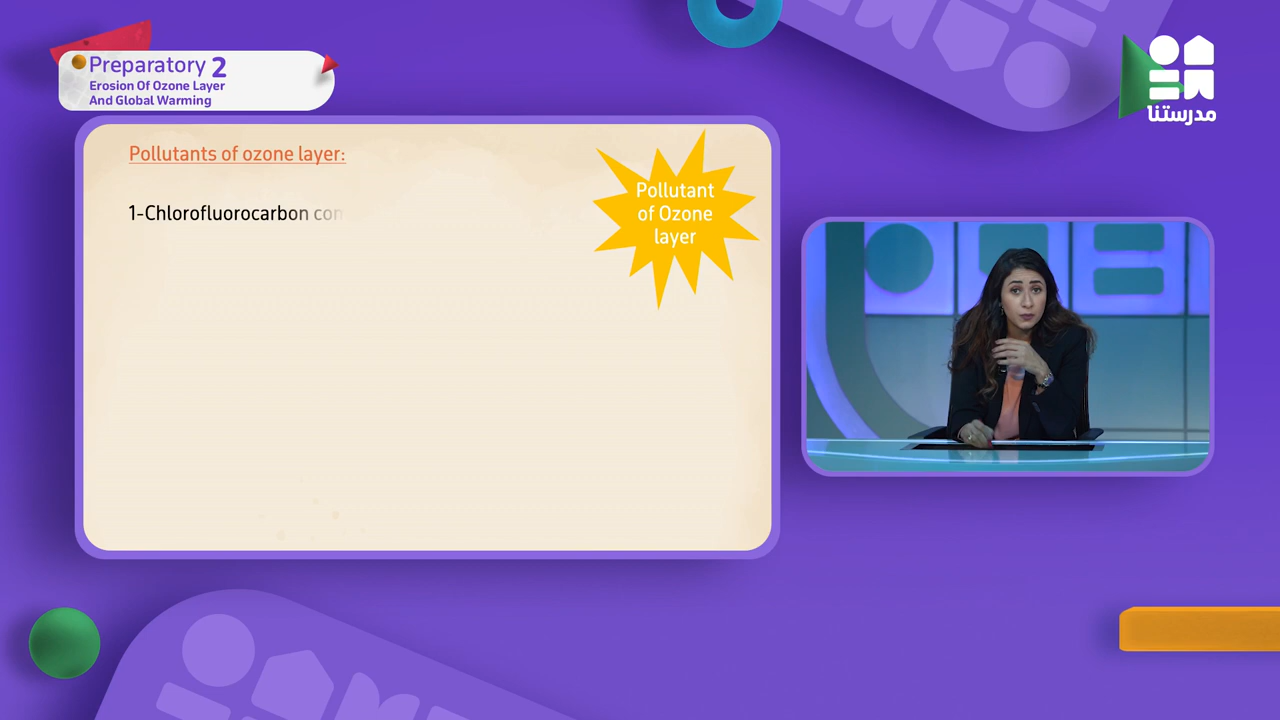 Preparatory 2
Erosion Of Ozone Layer
And Global Warming
مدرستنا
Pollutants of ozone layer:
Pollutant
of Ozone
layer
1-Chlorofluorocarbon con